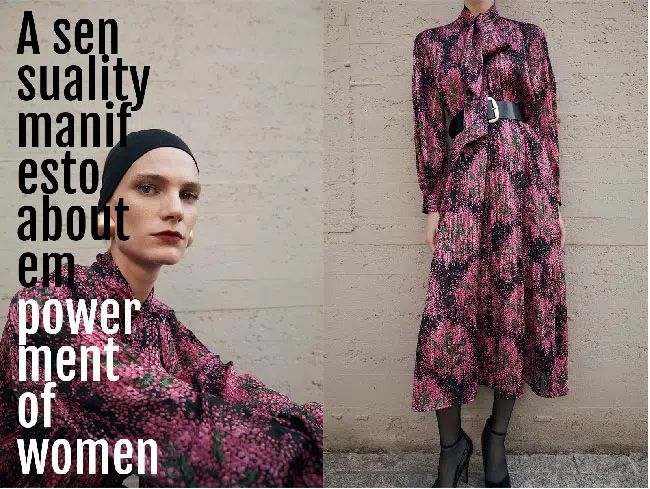 A sen
suality
manif
esto
about
em
power
ment
of
women